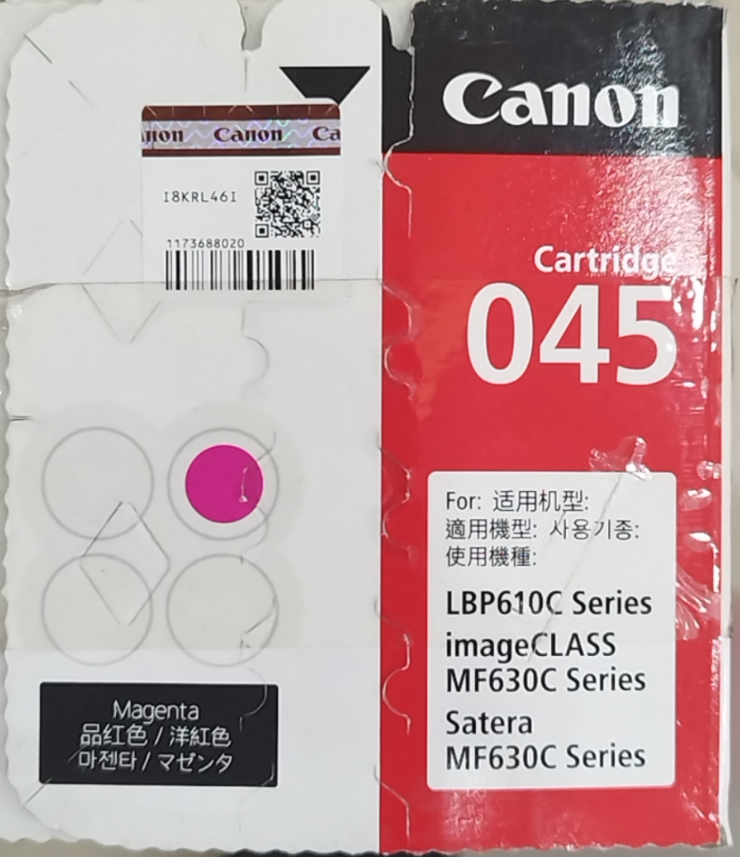 Canon
Canon
Ca
I8KRL46I
1173688020
Canon
Cartridge
045
For: 适用机型:
適用機型: 사용기종:
使用機種:
LBP610C Series
imageCLASS
MF630C Series
Satera
MF630C Series
Magenta
品红色 / 洋紅色
마젠타 / マゼンタ